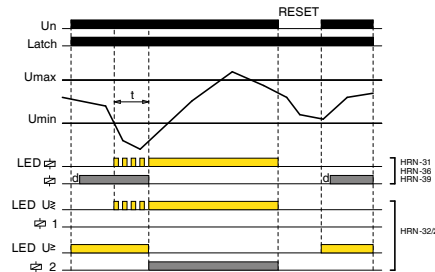 RESET
Un
Latch
Umax
t
Umin
LED
HRN-31
HRN-36
HRN-39
d
d
LED U≥
1
LED U≥
2